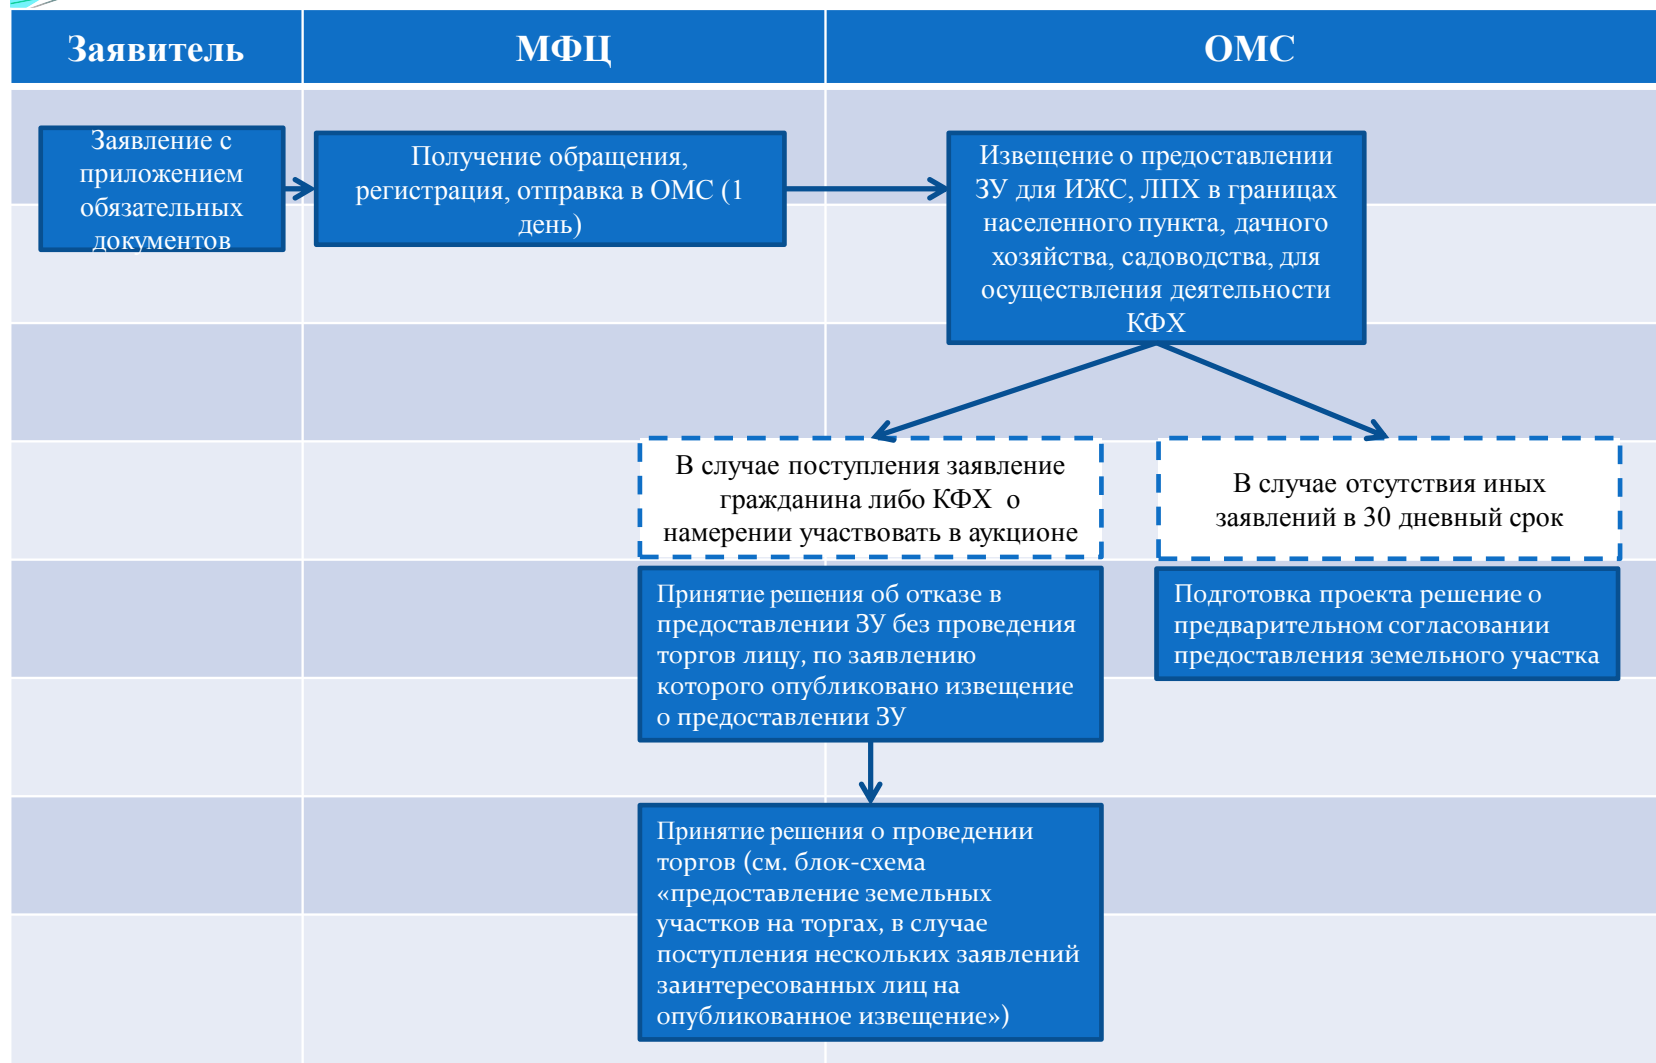 Заявитель
МФЦ
ОМС
Заявление с
приложением
обязательных
документов
Получение обращения,
регистрация, отправка в ОМС (1
день)
Извещение о предоставлении
ЗУ для ИЖС, ЛПХ в границах
населенного пункта, дачного
хозяйства, садоводства, для
осуществления деятельности
КФХ
В случае поступления заявление
гражданина либо КФХ о
намерении участвовать в аукционе
В случае отсутствия иных
заявлений в 30 дневный срок
Принятие решения об отказе в
предоставлении ЗУ без проведения
торгов лицу, по заявлению
которого опубликовано извещение
о предоставлении ЗУ
Подготовка проекта решение о
предварительном согласовании
предоставления земельного участка
Принятие решения о проведении
торгов (см. блок-схема
«предоставление земельных
участков на торгах, в случае
поступления нескольких заявлений
заинтересованных лиц на
опубликованное извещение»)